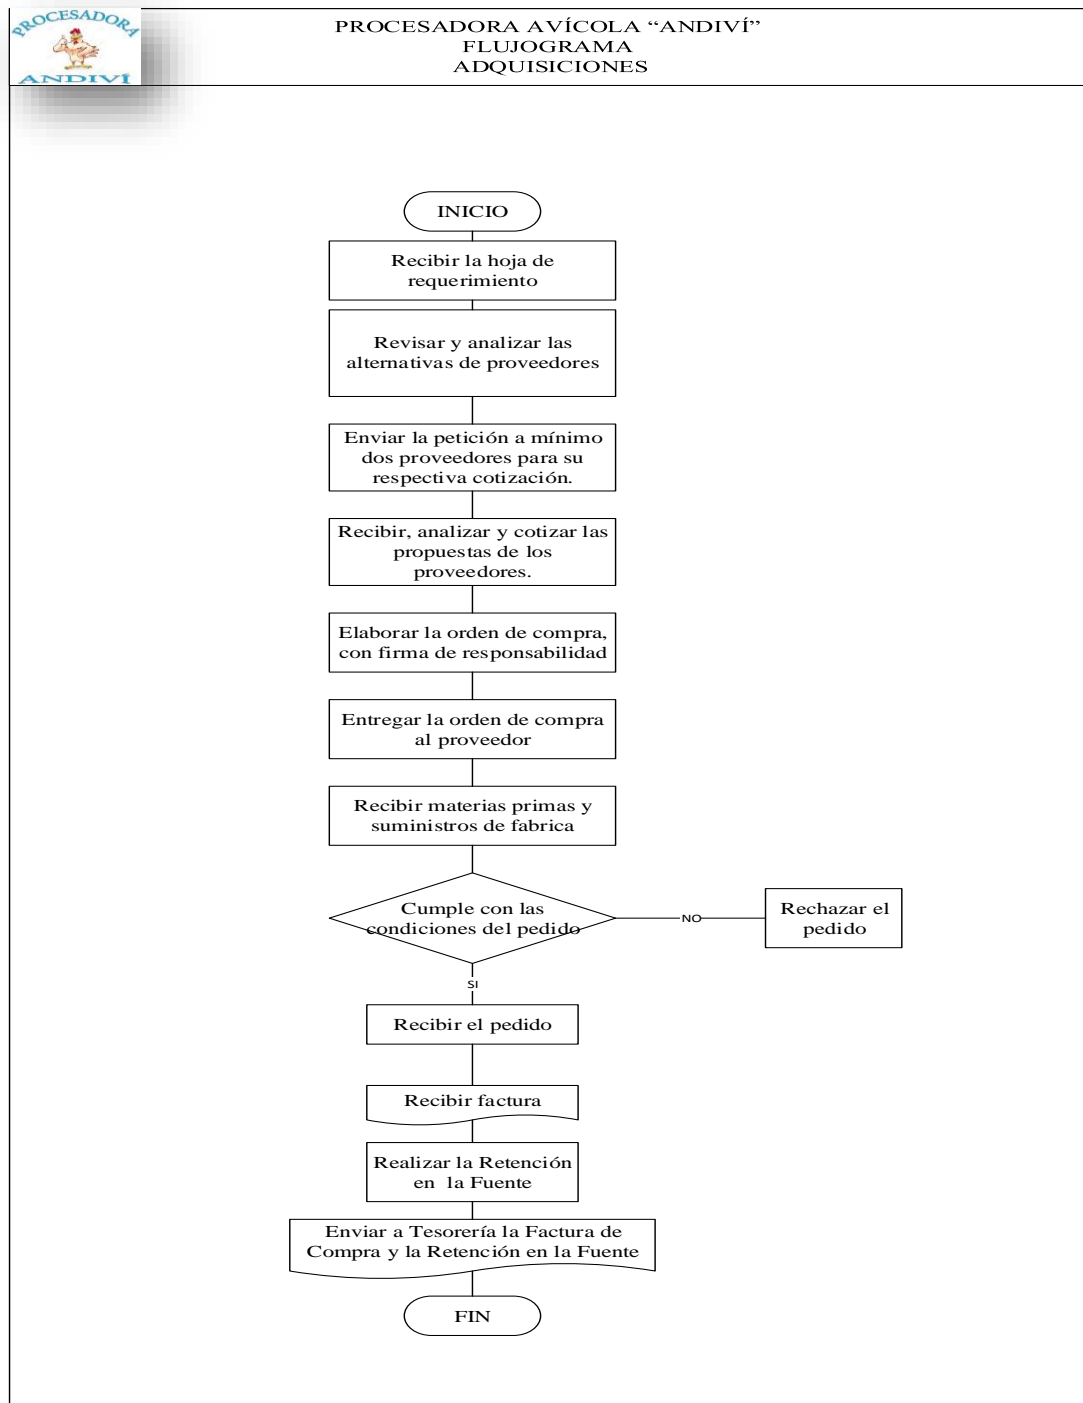 PROCESADORA
ANDIVÍ
PROCESADORA AVÍCOLA “ANDIVÍ”
FLUJOGRAMA
ADQUISICIONES
INICIO
Recibir la hoja de
requerimiento
Revisar y analizar las
alternativas de proveedores
Enviar la petición a mínimo
dos proveedores para su
respectiva cotización.
Recibir, analizar y cotizar las
propuestas de los
proveedores.
Elaborar la orden de compra,
con firma de responsabilidad
Entregar la orden de compra
al proveedor
Recibir materias primas y
suministros de fabrica
Cumple con las
condiciones del pedido
NO
Rechazar el
pedido
SI
Recibir el pedido
Recibir factura
Realizar la Retención
en la Fuente
Enviar a Tesorería la Factura de
Compra y la Retención en la Fuente
FIN